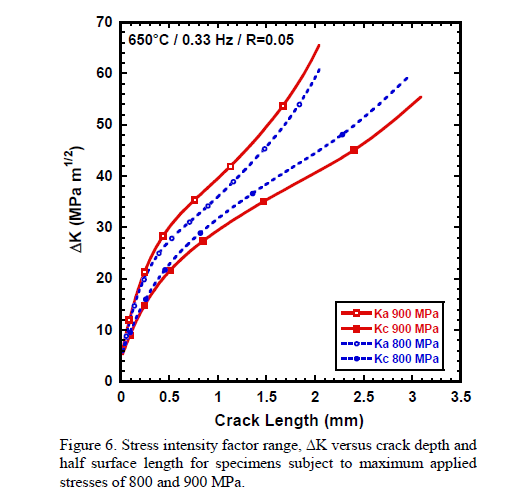 70
650°C / 0.33 Hz / R=0.05
60
50
40
30
20
10
0
ΔK (MPa m1/2)
Ka 900 MPa
Kc 900 MPa
Ka 800 MPa
Kc 800 MPa
0 0.5 1 1.5 2 2.5 3 3.5
Crack Length (mm)
Figure 6. Stress intensity factor range, ΔK versus crack depth and
half surface length for specimens subject to maximum applied
stresses of 800 and 900 MPa.